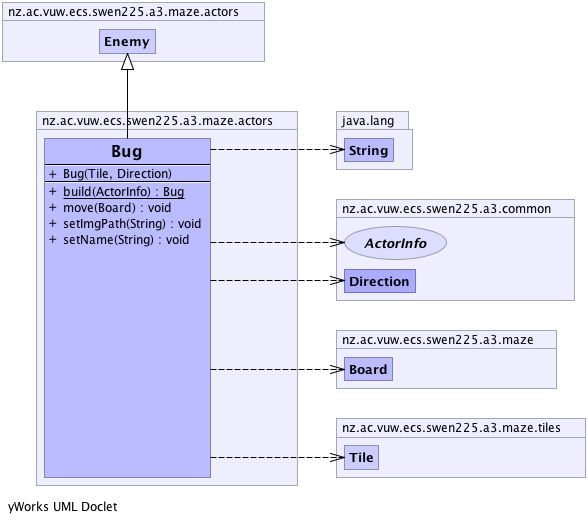 nz.ac.vuw.ecs.swen225.a3.maze.actors
Enemy
nz.ac.vuw.ecs.swen225.a3.maze.actors
Bug
+ Bug(Tile, Direction)
+ build(ActorInfo) : Bug
+ move(Board) : void
+ setImgPath(String) : void
+ setName(String) : void
java.lang
String
nz.ac.vuw.ecs.swen225.a3.common
ActorInfo
Direction
nz.ac.vuw.ecs.swen225.a3.maze
Board
nz.ac.vuw.ecs.swen225.a3.maze.tiles
Tile
yWorks UML Doclet